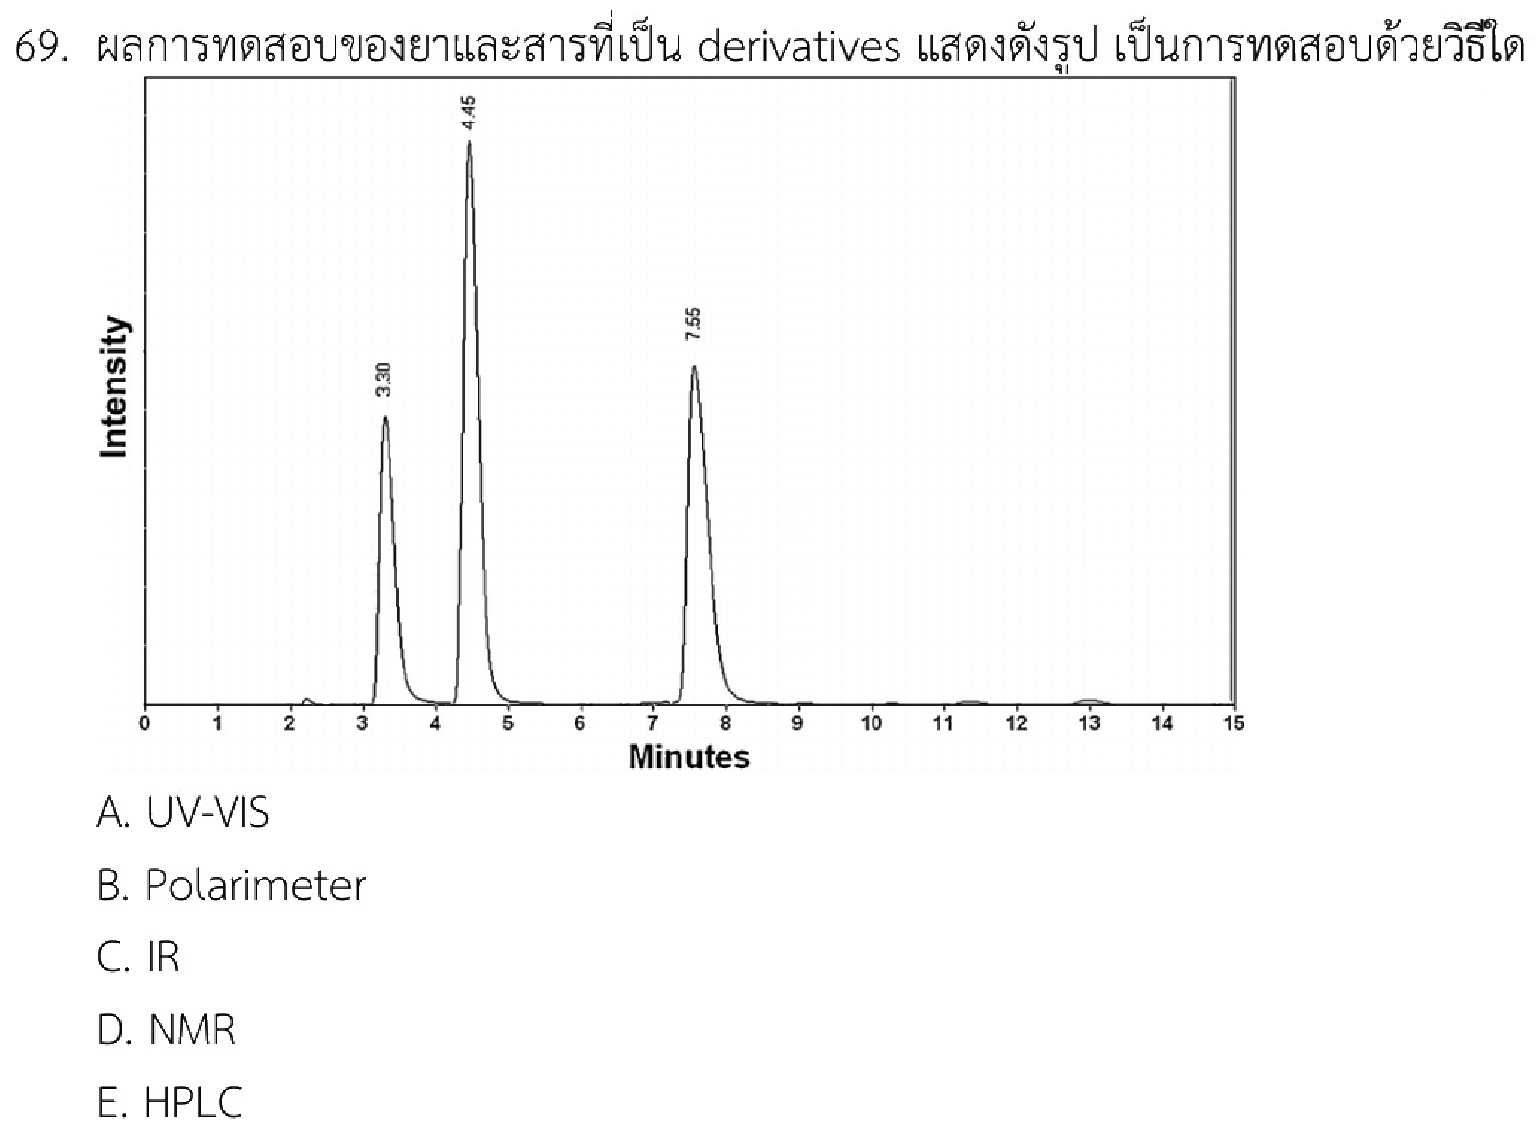 69. ผลการทดสอบของยาและสารที่เป็น derivatives แสดงดังรูป เป็นการทดสอบด้วยวิธีใด
4.45
7.55
3.30
Intensity
0 1 2 3 4 5 6 7 8 9 10 11 12 13 14 15
Minutes
A. UV-VIS
B. Polarimeter
C. IR
D. NMR
E. HPLC